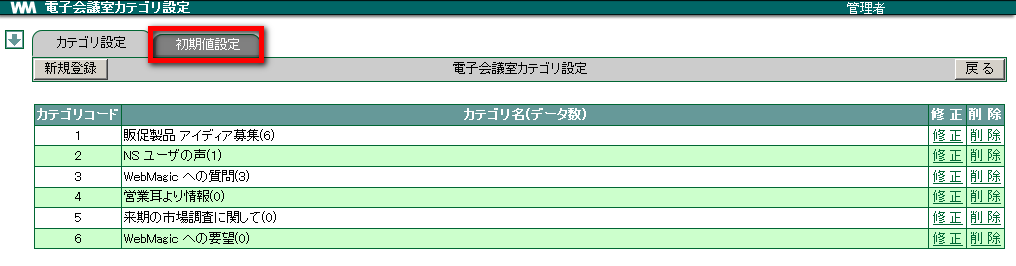 WM 電子会議室カテゴリ設定 管理者
カテゴリ設定 初期値設定
新規登録 電子会議室カテゴリ設定 戻る
カテゴリコード カテゴリ名(データ数) 修正 削除
1 販促製品 アイディア募集(6) 修正 削除
2 NS ユーザの声(1) 修正 削除
3 WebMagic への質問(3) 修正 削除
4 営業耳より情報(0) 修正 削除
5 来期の市場調査に関して(0) 修正 削除
6 WebMagic への要望(0) 修正 削除